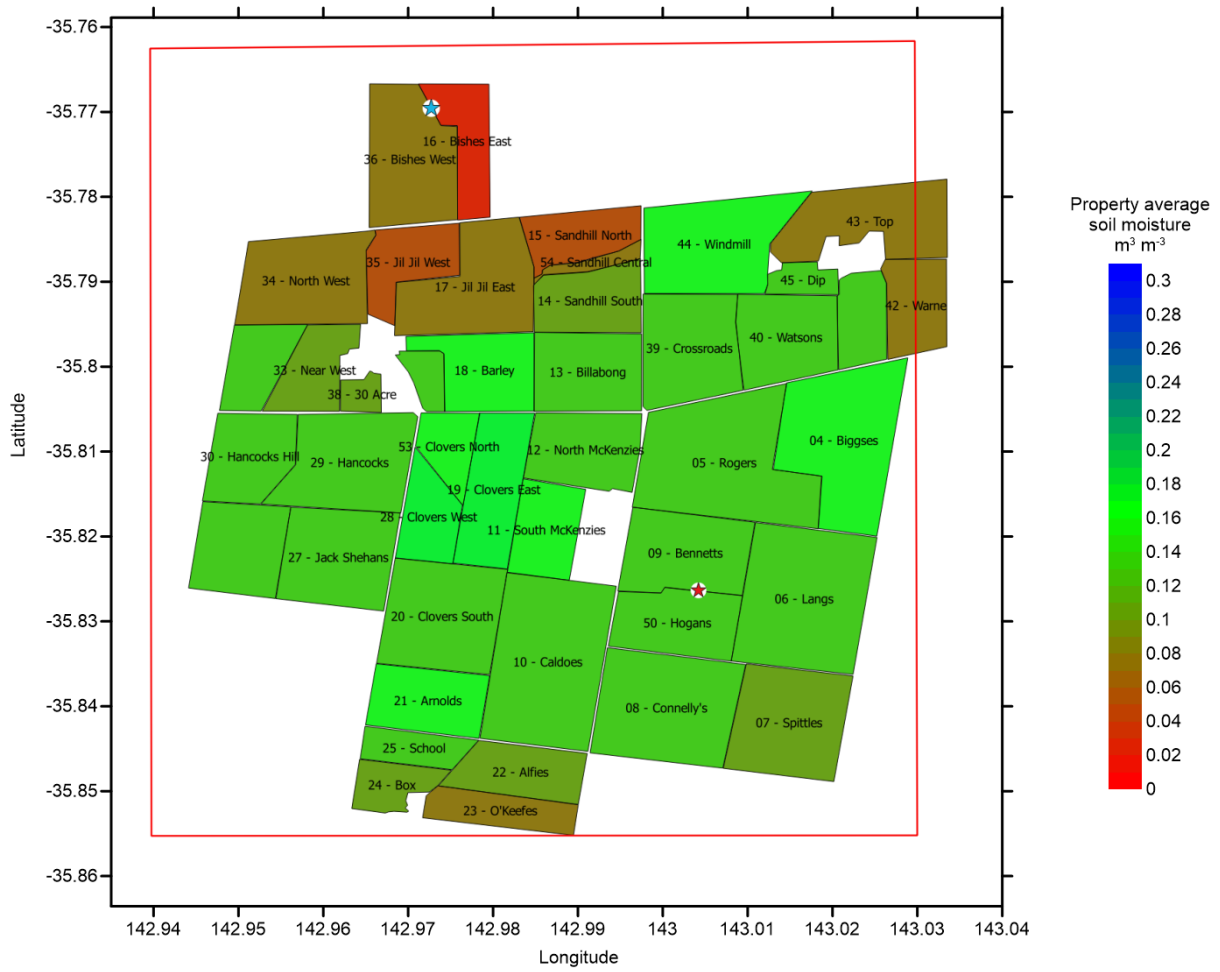 -35.76
-35.77
-35.78
-35.79
-35.8
-35.81
-35.82
-35.83
-35.84
-35.85
-35.86
Latitude
142.94 142.95 142.96 142.97 142.98 142.99 143 143.01 143.02 143.03 143.04
Longitude
16 - Bishes East
36 - Bishes West
15 - Sandhill North
43 - Top
44 - Windmill
35 - Jil Jil West
54 - Sandhill Central
34 - North West
17 - Jil Jil East
45 - Dip
14 - Sandhill South
42 - Warne
40 - Watsons
39 - Crossroads
33 - Near West
18 - Barley
13 - Billabong
38 - 30 Acre
04 - Biggses
53 - Clovers North
12 - North McKenzies
30 - Hancocks Hill
29 - Hancocks
05 - Rogers
19 - Clovers East
28 - Clovers West
11 - South McKenzies
27 - Jack Shehans
09 - Bennetts
06 - Langs
20 - Clovers South
50 - Hogans
10 - Caldoes
21 - Arnolds
08 - Connelly's
07 - Spittles
25 - School
22 - Alfies
24 - Box
23 - O'Keefes
Property average
soil moisture
m³ m⁻³
0.3
0.28
0.26
0.24
0.22
0.2
0.18
0.16
0.14
0.12
0.1
0.08
0.06
0.04
0.02
0